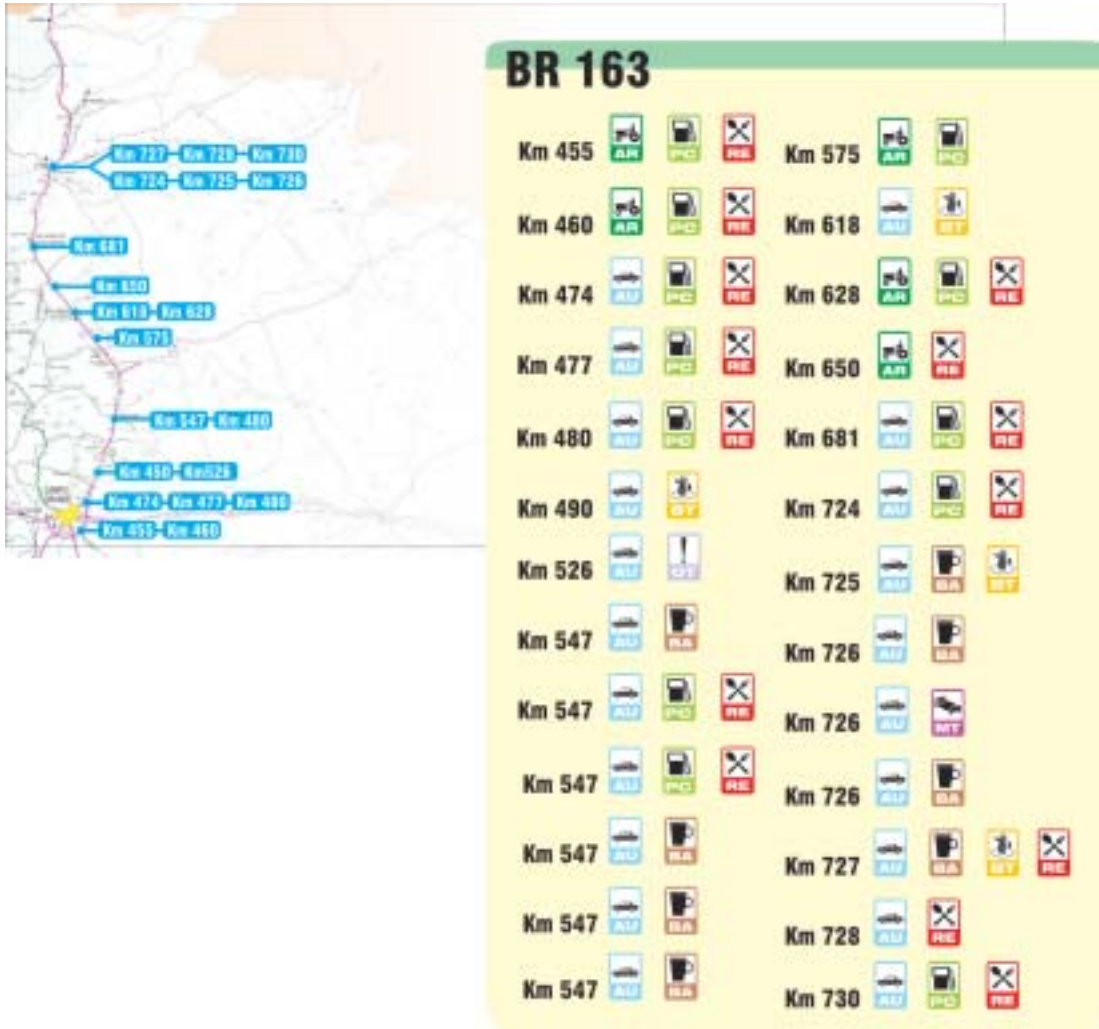 BR 163
Km 727 Km 728 Km 730
Km 724 Km 725 Km 726
Km 681
Km 650
Km 618 Km 628
Km 575
Km 547 Km 480
Km 450 Km526
Km 474 Km 477 Km 480
Km 455 Km 460
Km 455 AR PC RE
Km 460 AR PC RE
Km 474 AU PC RE
Km 477 AU PC RE
Km 480 AU PC RE
Km 490 AU BT
Km 526 AU OT
Km 547 AU BA
Km 547 AU PC RE
Km 547 AU PC RE
Km 547 AU BA
Km 547 AU BA
Km 547 AU BA
Km 575 AR PC
Km 618 AU BT
Km 628 AR PC RE
Km 650 AR RE
Km 681 AU PC RE
Km 724 AU PC RE
Km 725 AU BA BT
Km 726 AU BA
Km 726 AU MT
Km 726 AU BA
Km 727 AU BA BT RE
Km 728 AU RE
Km 730 AU PC RE